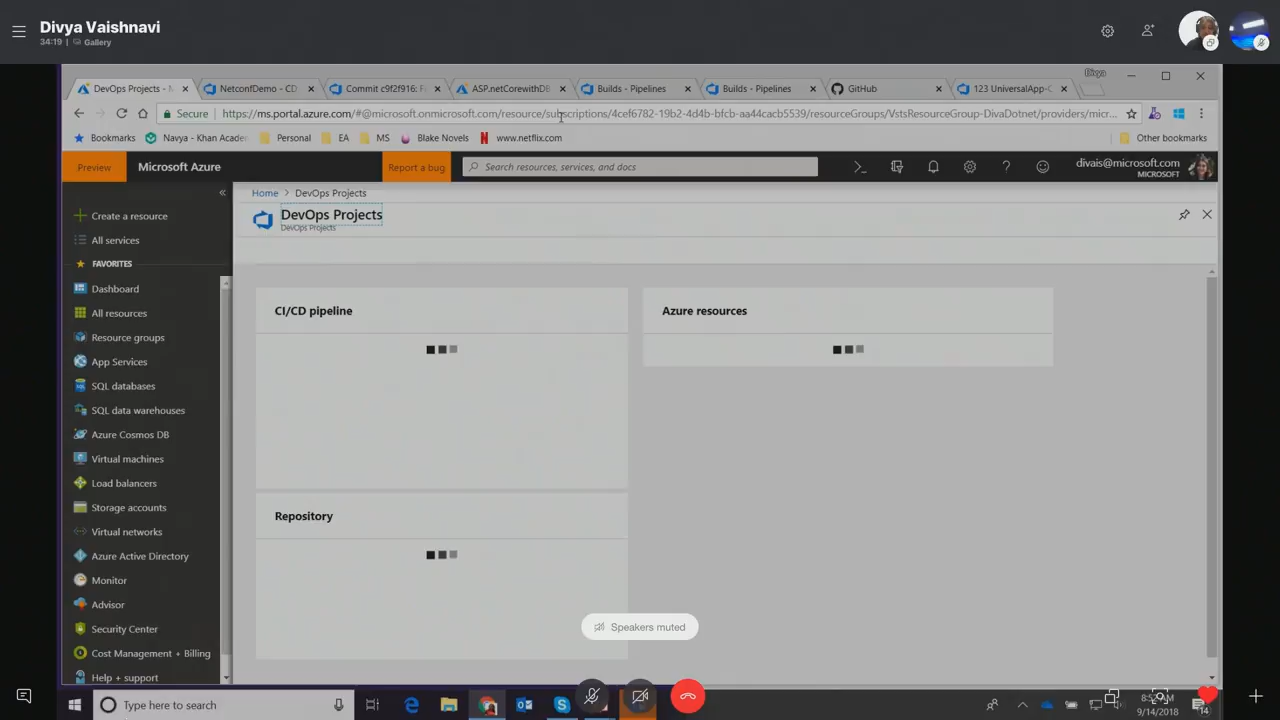 Divya Vaishnavi
34:19 | Gallery
Divya
DevOps Projects - M
NetconfDemo - CD
Commit c9f2f916: F
ASP.netCorewithDB
Builds - Pipelines
Builds - Pipelines
GitHub
123 UniversalApp-C
Secure
https://ms.portal.azure.com/#@microsoft.onmicrosoft.com/resource/subscriptions/4cef6782-19b2-4d4b-bfcb-aa44cacb5539/resourceGroups/VstsResourceGroup-DivaDotnet/providers/micr...
Bookmarks
Navya - Khan Acade
Personal
EA
MS
Blake Novels
www.netflix.com
Other bookmarks
Preview
Microsoft Azure
Report a bug
Search resources, services, and docs
divais@microsoft.com
MICROSOFT
Create a resource
All services
FAVORITES
Dashboard
All resources
Resource groups
App Services
SQL databases
SQL data warehouses
Azure Cosmos DB
Virtual machines
Load balancers
Storage accounts
Virtual networks
Azure Active Directory
Monitor
Advisor
Security Center
Cost Management + Billing
Help + support
Home > DevOps Projects
DevOps Projects
DevOps Projects
CI/CD pipeline
Azure resources
Repository
Speakers muted
Type here to search
9/14/2018
14